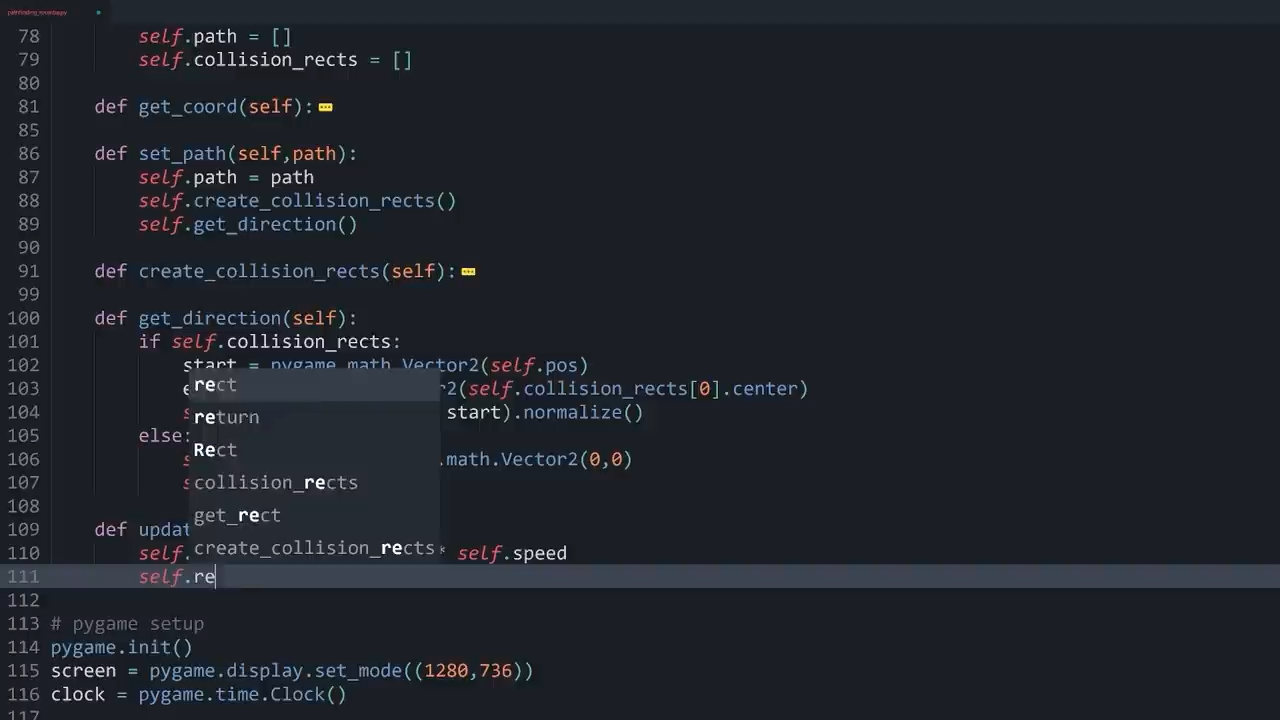 78 self.path = []
79 self.collision_rects = []
80
81 def get_coord(self):
85
86 def set_path(self,path):
87 self.path = path
88 self.create_collision_rects()
89 self.get_direction()
90
91 def create_collision_rects(self):
99
100 def get_direction(self):
101 if self.collision_rects:
102 start = pygame.math.Vector2(self.pos)
103 e r2(self.collision_rects[0].center)
104 s start).normalize()
105 else:
106 s .math.Vector2(0,0)
107 s
108
109 def updat
110 self. * self.speed
111 self.re
rect
return
Rect
collision_rects
get_rect
create_collision_rects
112
113 # pygame setup
114 pygame.init()
115 screen = pygame.display.set_mode((1280,736))
116 clock = pygame.time.Clock()
117